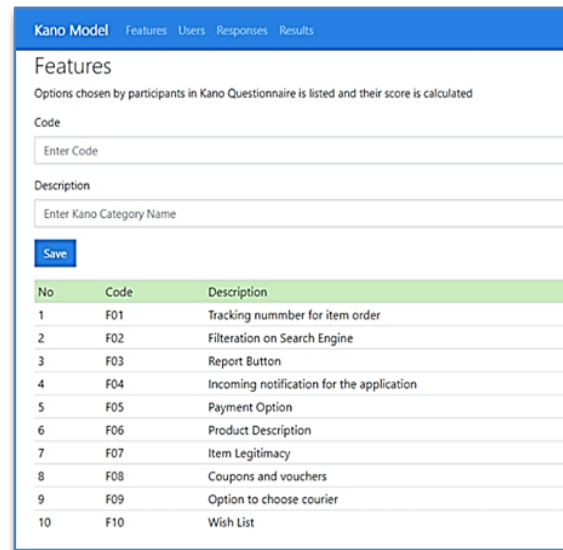 Kano Model Features Users Responses Results
Features
Options chosen by participants in Kano Questionnaire is listed and their score is calculated
Code
Enter Code
Description
Enter Kano Category Name
Save
No Code Description
1 F01 Tracking nummber for item order
2 F02 Filteration on Search Engine
3 F03 Report Button
4 F04 Incoming notification for the application
5 F05 Payment Option
6 F06 Product Description
7 F07 Item Legitimacy
8 F08 Coupons and vouchers
9 F09 Option to choose courier
10 F10 Wish List